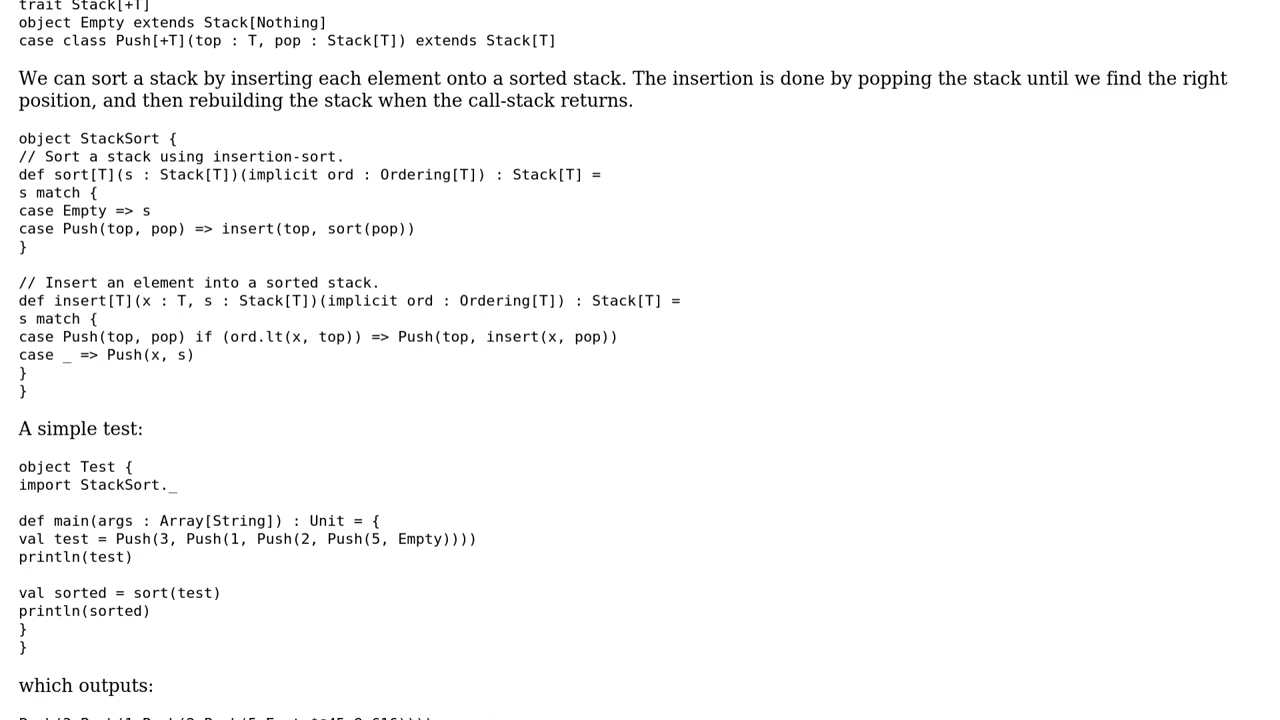 trait Stack[+T]
object Empty extends Stack[Nothing]
case class Push[+T](top : T, pop : Stack[T]) extends Stack[T]
We can sort a stack by inserting each element onto a sorted stack. The insertion is done by popping the stack until we find the right
position, and then rebuilding the stack when the call-stack returns.
object StackSort {
// Sort a stack using insertion-sort.
def sort[T](s : Stack[T])(implicit ord : Ordering[T]) : Stack[T] =
s match {
case Empty => s
case Push(top, pop) => insert(top, sort(pop))
}
// Insert an element into a sorted stack.
def insert[T](x : T, s : Stack[T])(implicit ord : Ordering[T]) : Stack[T] =
s match {
case Push(top, pop) if (ord.lt(x, top)) => Push(top, insert(x, pop))
case _ => Push(x, s)
}
}
A simple test:
object Test {
import StackSort._
def main(args : Array[String]) : Unit = {
val test = Push(3, Push(1, Push(2, Push(5, Empty))))
println(test)
val sorted = sort(test)
println(sorted)
}
}
which outputs: